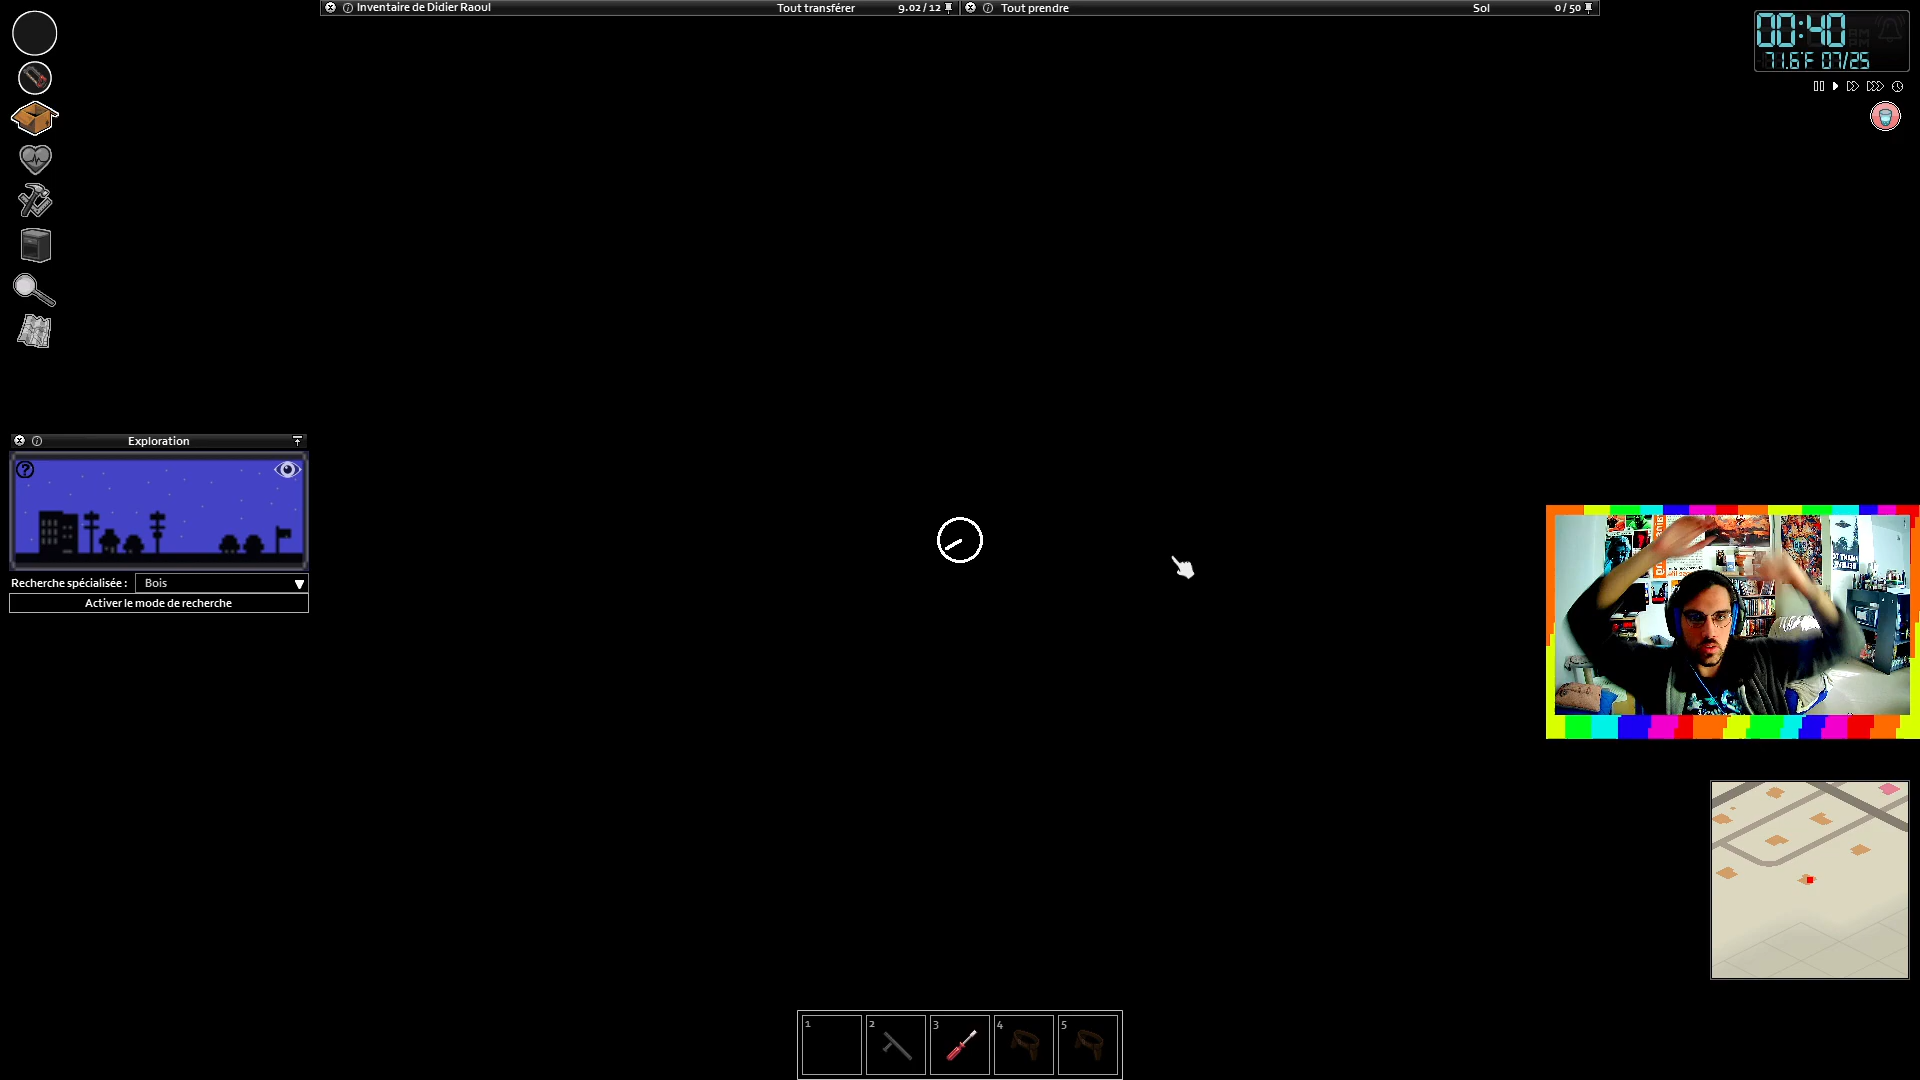 Inventaire de Didier Raoul Tout transférer 9.02 / 12 Tout prendre Sol 0 / 50
00:40
71.6°F 07/25
Exploration
?
Recherche spécialisée : Bois
Activer le mode de recherche
1 2 3 4 5